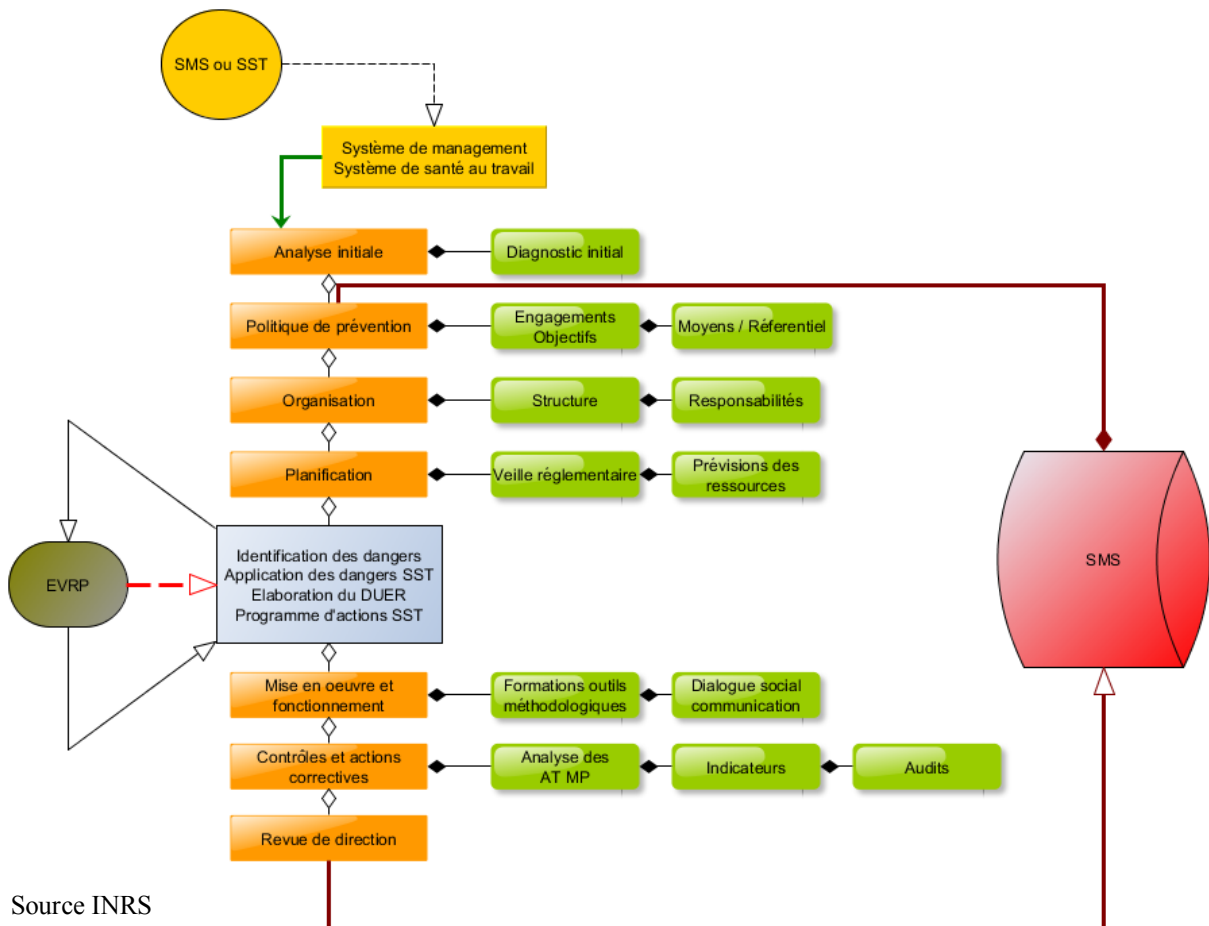 SMS ou SST
Système de management
Système de santé au travail
Analyse initiale
Diagnostic initial
Politique de prévention
Engagements
Objectifs
Moyens / Réferentiel
Organisation
Structure
Responsabilités
Planification
Veille réglementaire
Prévisions des
ressources
EVRP
Identification des dangers
Application des dangers SST
Elaboration du DUER
Programme d'actions SST
SMS
Mise en oeuvre et
fonctionnement
Formations outils
méthodologiques
Dialogue social
communication
Contrôles et actions
correctives
Analyse des
AT MP
Indicateurs
Audits
Revue de direction
Source INRS